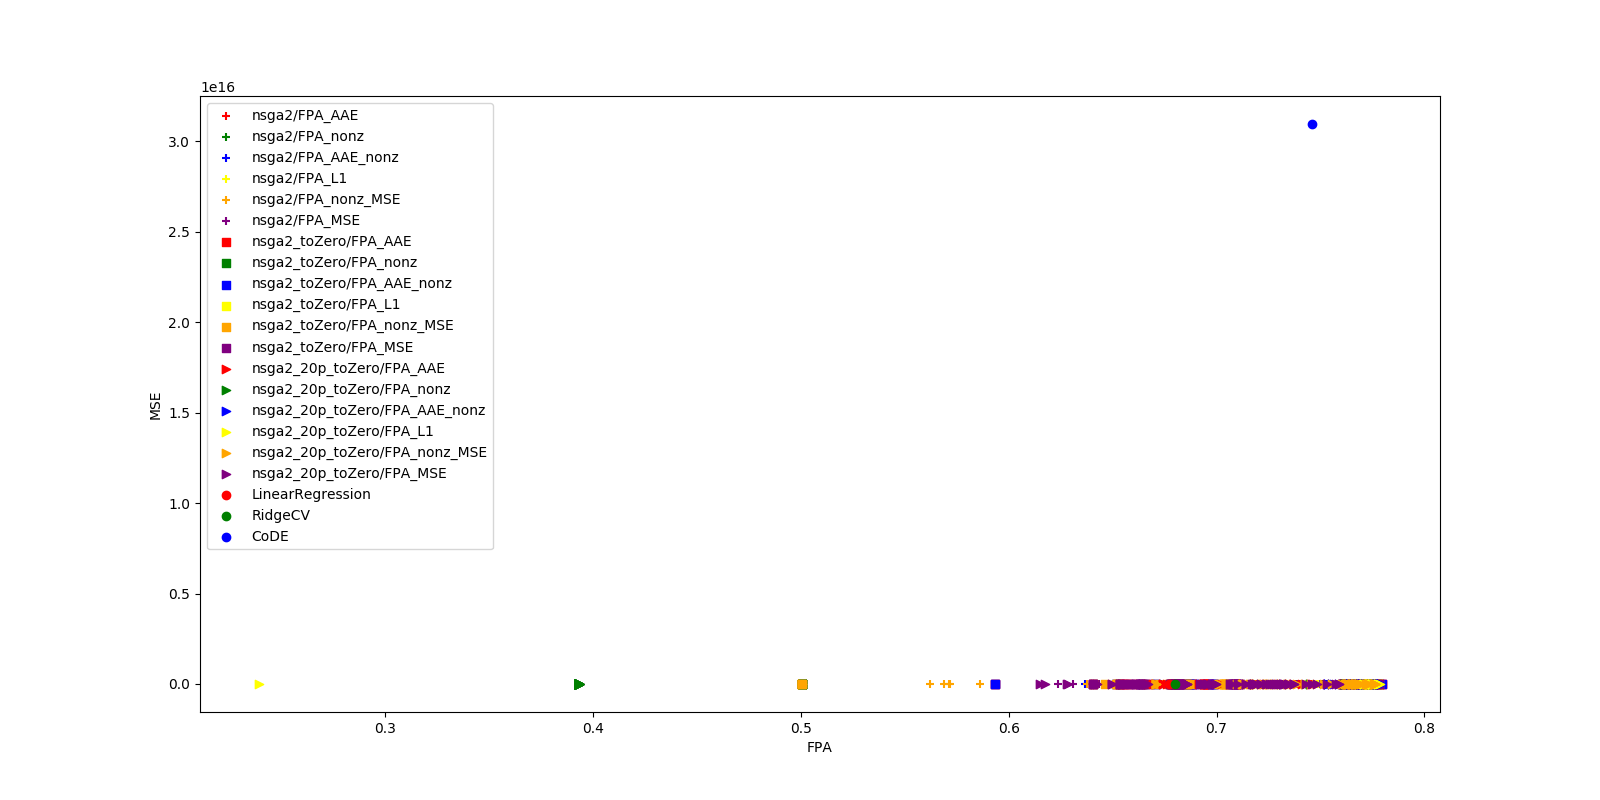 1e16
3.0
2.5
2.0
1.5
1.0
0.5
0.0
MSE
nsga2/FPA_AAE
nsga2/FPA_nonz
nsga2/FPA_AAE_nonz
nsga2/FPA_L1
nsga2/FPA_nonz_MSE
nsga2/FPA_MSE
nsga2_toZero/FPA_AAE
nsga2_toZero/FPA_nonz
nsga2_toZero/FPA_AAE_nonz
nsga2_toZero/FPA_L1
nsga2_toZero/FPA_nonz_MSE
nsga2_toZero/FPA_MSE
nsga2_20p_toZero/FPA_AAE
nsga2_20p_toZero/FPA_nonz
nsga2_20p_toZero/FPA_AAE_nonz
nsga2_20p_toZero/FPA_L1
nsga2_20p_toZero/FPA_nonz_MSE
nsga2_20p_toZero/FPA_MSE
LinearRegression
RidgeCV
CoDE
0.3 0.4 0.5 0.6 0.7 0.8
FPA